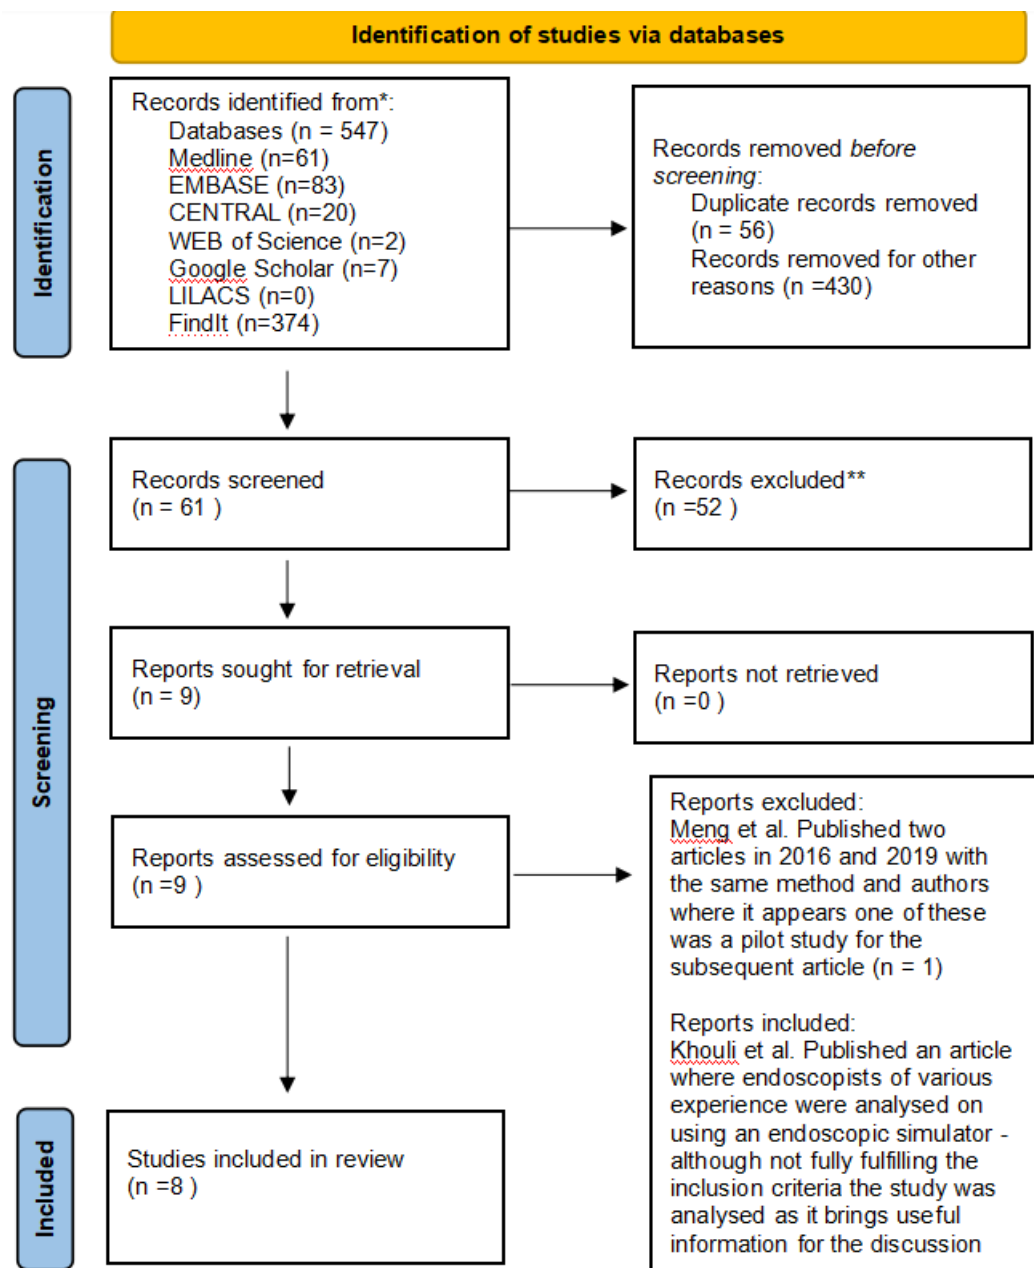 Identification of studies via databases
Identification
Records identified from*:
Databases (n = 547)
Medline (n=61)
EMBASE (n=83)
CENTRAL (n=20)
WEB of Science (n=2)
Google Scholar (n=7)
LILACS (n=0)
FindIt (n=374)
Records removed before
screening:
Duplicate records removed
(n = 56)
Records removed for other
reasons (n =430)
Screening
Records screened
(n = 61 )
Records excluded**
(n =52 )
Reports sought for retrieval
(n = 9)
Reports not retrieved
(n =0 )
Reports assessed for eligibility
(n =9 )
Reports excluded:
Meng et al. Published two
articles in 2016 and 2019 with
the same method and authors
where it appears one of these
was a pilot study for the
subsequent article (n = 1)
Reports included:
Khouli et al. Published an article
where endoscopists of various
experience were analysed on
using an endoscopic simulator -
although not fully fulfilling the
inclusion criteria the study was
analysed as it brings useful
information for the discussion
Included
Studies included in review
(n =8 )